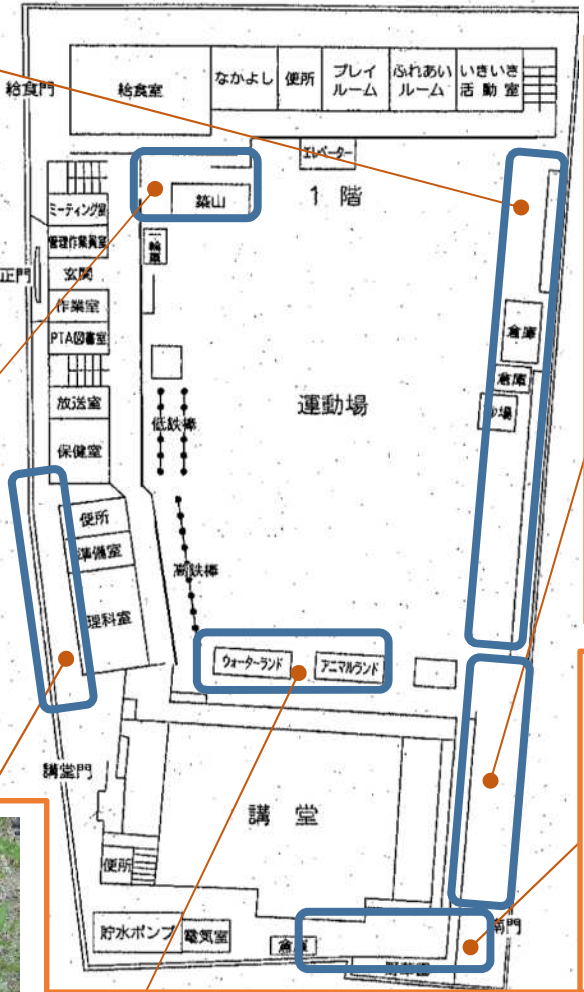 給食門
給食室
なかよし
便所
プレイ
ルーム
ふれあい
ルーム
いきいき
活動室
エレベーター
1階
築山
ミーティング室
管理作業員室
一輪車
正門
玄関
作業室
PTA図書室
倉庫
倉庫
放送室
低鉄棒
運動場
保健室
便所
準備室
高鉄棒
理科室
ウォーターランド
アニマルランド
講堂門
講堂
便所
貯水ポンプ
電気室
倉庫